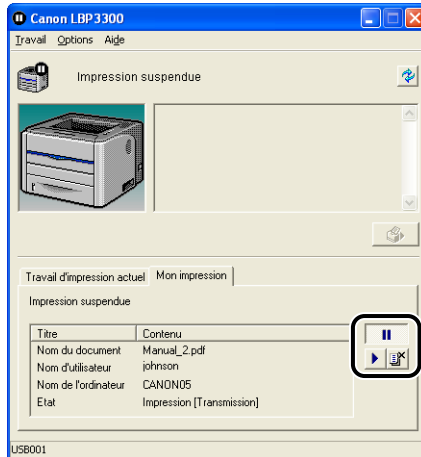 Canon LBP3300
Travail Options Aide
Impression suspendue
Travail d'impression actuel Mon impression
Impression suspendue
Titre Contenu
Nom du document Manual_2.pdf
Nom d'utilisateur johnson
Nom de l'ordinateur CANON05
Etat Impression [Transmission]
USB001